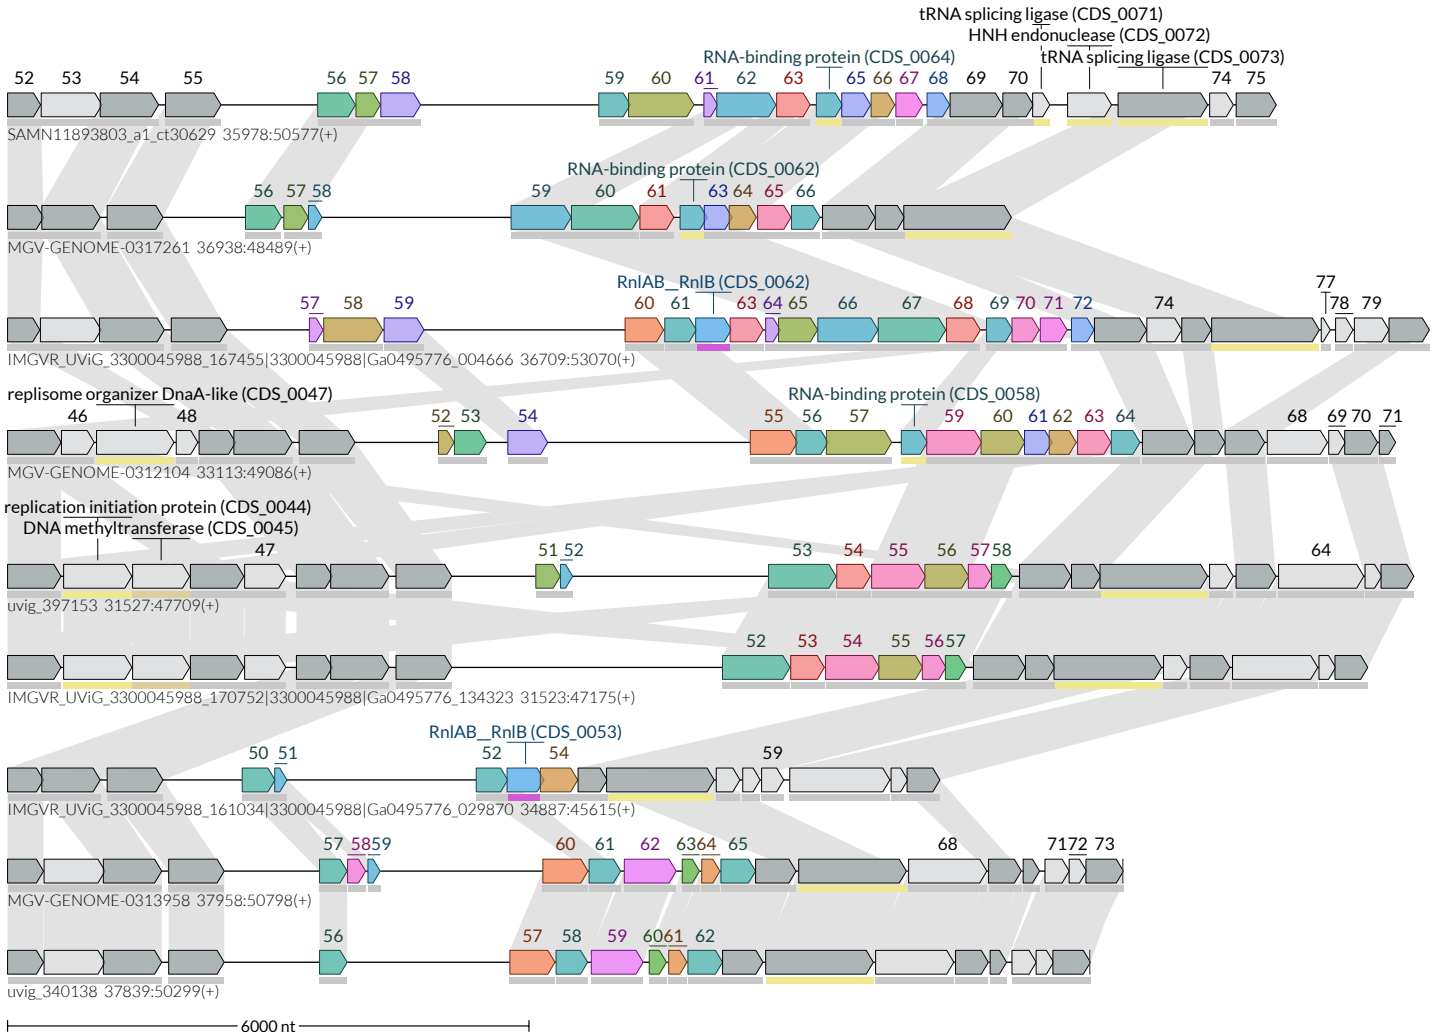 tRNA splicing ligase (CDS_0071)
HNH endonuclease (CDS_0072)
RNA-binding protein (CDS_0064) tRNA splicing ligase (CDS_0073)
52 53 54 55 56 57 58 59 60 61 62 63 65 66 67 68 69 70 74 75
SAMN11893803_a1_ct30629 35978:50577(+)
RNA-binding protein (CDS_0062)
56 57 58 59 60 61 63 64 65 66
MGV-GENOME-0317261 36938:48489(+)
RnlAB__RnlB (CDS_0062) 77
57 58 59 60 61 63 64 65 66 67 68 69 70 71 72 74 78 79
IMGVR_UViG_3300045988_167455|3300045988|Ga0495776_004666 36709:53070(+)
replisome organizer DnaA-like (CDS_0047) RNA-binding protein (CDS_0058)
46 48 52 53 54 55 56 57 59 60 61 62 63 64 68 69 70 71
MGV-GENOME-0312104 33113:49086(+)
replication initiation protein (CDS_0044)
DNA methyltransferase (CDS_0045)
47 51 52 53 54 55 56 57 58 64
uvig_397153 31527:47709(+)
52 53 54 55 56 57
IMGVR_UViG_3300045988_170752|3300045988|Ga0495776_134323 31523:47175(+)
RnlAB__RnlB (CDS_0053)
50 51 52 54 59
IMGVR_UViG_3300045988_161034|3300045988|Ga0495776_029870 34887:45615(+)
57 58 59 60 61 62 63 64 65 68 71 72 73
MGV-GENOME-0313958 37958:50798(+)
56 57 58 59 60 61 62
uvig_340138 37839:50299(+)
6000 nt